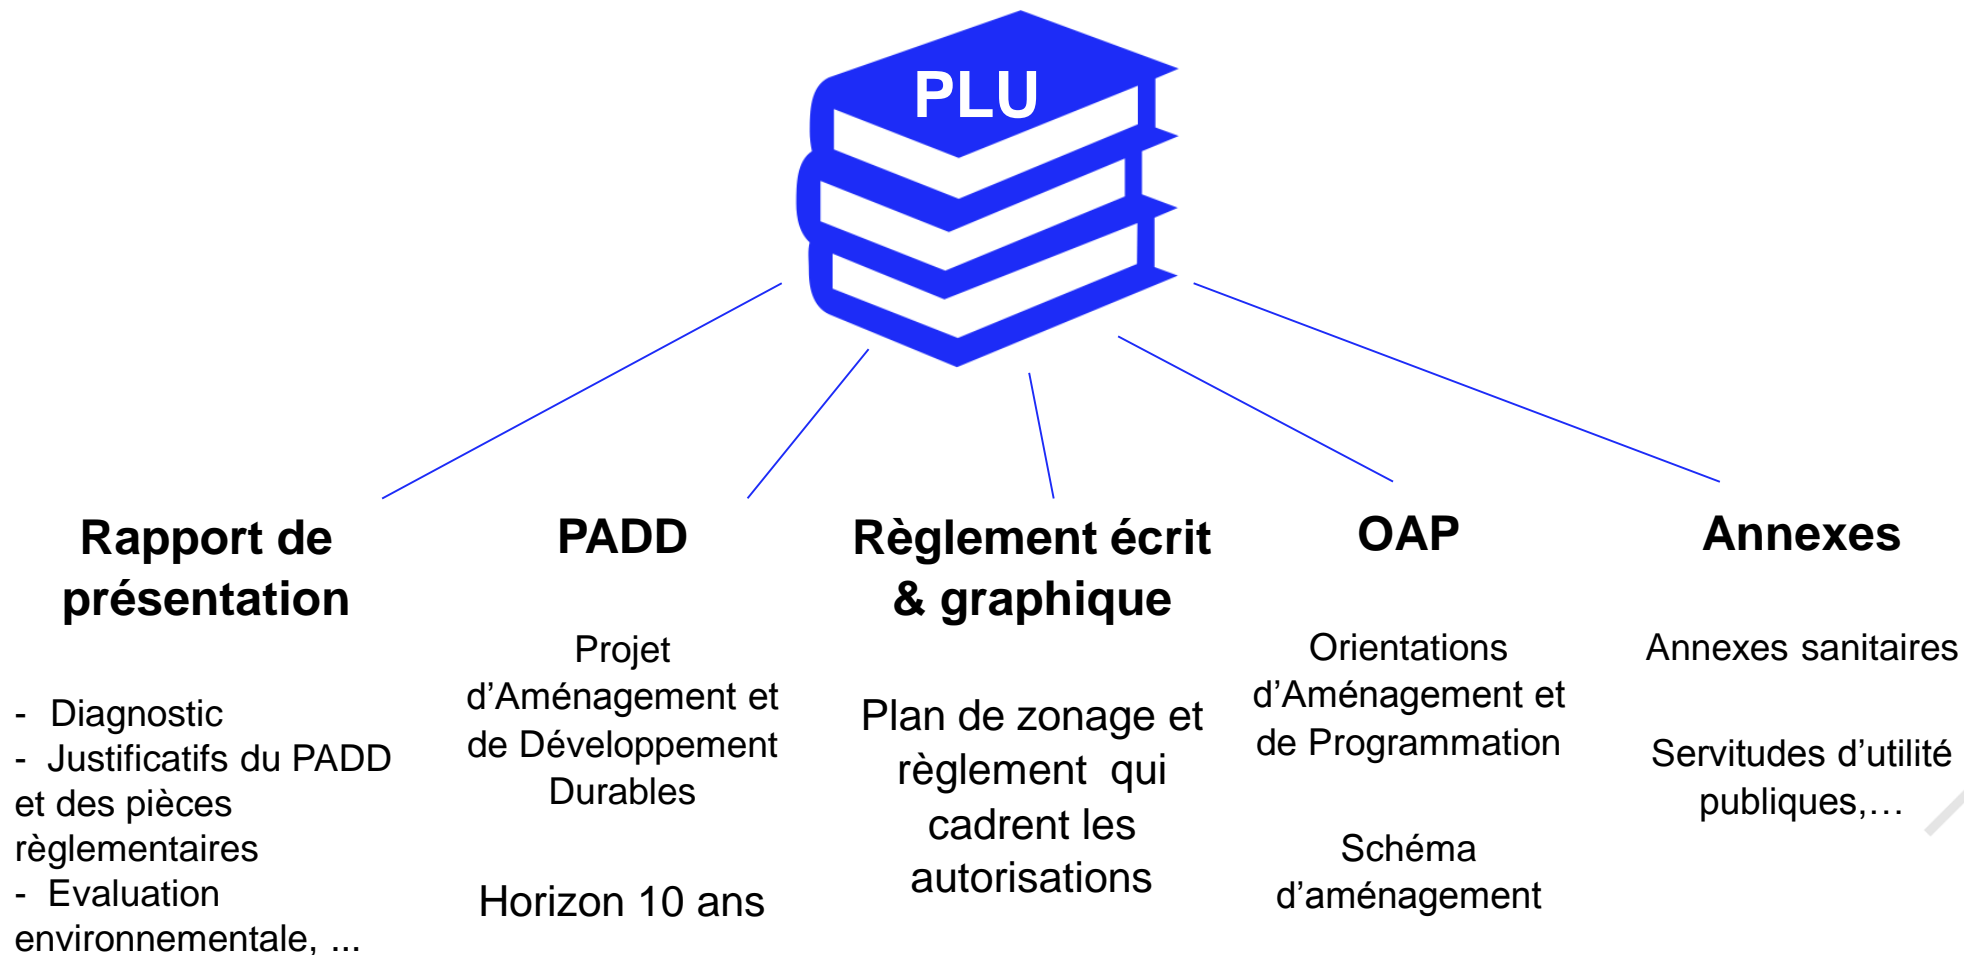 PLU
Rapport de
présentation
- Diagnostic
- Justificatifs du PADD
et des pièces
règlementaires
- Evaluation
environnementale, ...
PADD
Projet
d’Aménagement et
de Développement
Durables
Horizon 10 ans
Règlement écrit
& graphique
Plan de zonage et
règlement qui
cadrent les
autorisations
OAP
Orientations
d’Aménagement et
de Programmation
Schéma
d’aménagement
Annexes
Annexes sanitaires
Servitudes d’utilité
publiques,…